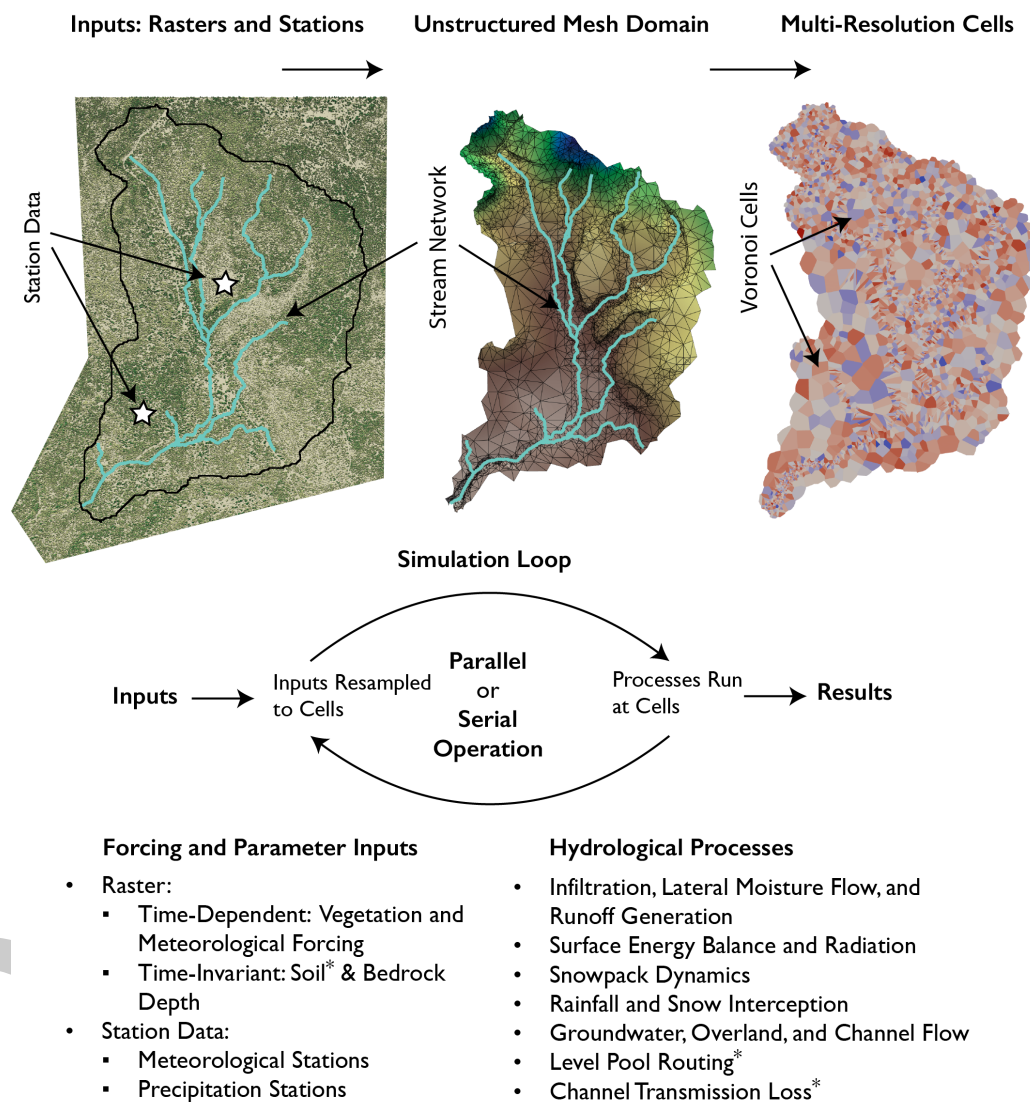 Inputs: Rasters and Stations
Unstructured Mesh Domain
Multi-Resolution Cells
Station Data
Stream Network
Voronoi Cells
Simulation Loop
Inputs
Inputs Resampled
to Cells
Parallel
or
Serial
Operation
Processes Run
at Cells
Results
Forcing and Parameter Inputs
• Raster:
▪ Time-Dependent: Vegetation and
Meteorological Forcing
▪ Time-Invariant: Soil* & Bedrock
Depth
• Station Data:
▪ Meteorological Stations
▪ Precipitation Stations
Hydrological Processes
• Infiltration, Lateral Moisture Flow, and
Runoff Generation
• Surface Energy Balance and Radiation
• Snowpack Dynamics
• Rainfall and Snow Interception
• Groundwater, Overland, and Channel Flow
• Level Pool Routing*
• Channel Transmission Loss*